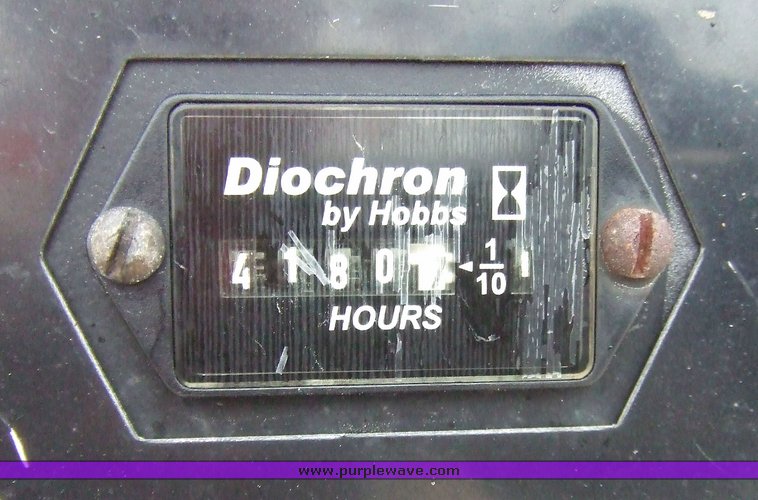 Diochron
by Hobbs
4180 1/10
HOURS
www.purplewave.com